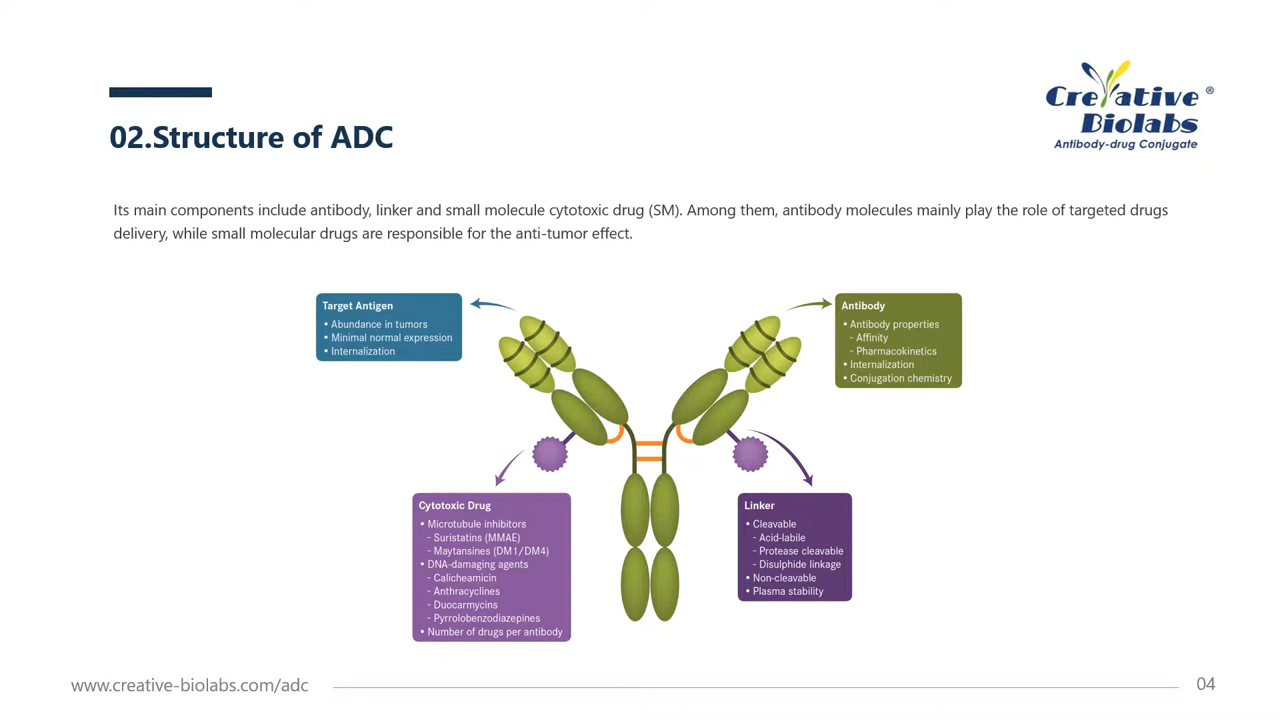 Creative
Biolabs
®
Antibody-drug Conjugate
02.Structure of ADC
Its main components include antibody, linker and small molecule cytotoxic drug (SM). Among them, antibody molecules mainly play the role of targeted drugs
delivery, while small molecular drugs are responsible for the anti-tumor effect.
Target Antigen
• Abundance in tumors
• Minimal normal expression
• Internalization
Antibody
• Antibody properties
- Affinity
- Pharmacokinetics
• Internalization
• Conjugation chemistry
Cytotoxic Drug
• Microtubule inhibitors
- Suristatins (MMAE)
- Maytansines (DM1/DM4)
• DNA-damaging agents
- Calicheamicin
- Anthracyclines
- Duocarmycins
- Pyrrolobenzodiazepines
• Number of drugs per antibody
Linker
• Cleavable
- Acid-labile
- Protease cleavable
- Disulphide linkage
• Non-cleavable
• Plasma stability
www.creative-biolabs.com/adc
04